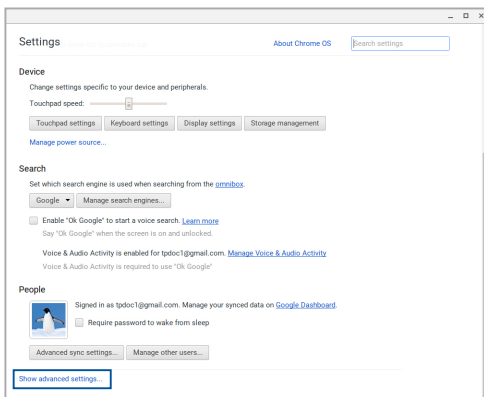 Settings
About Chrome OS
Search settings
Device
Change settings specific to your device and peripherals.
Touchpad speed:
Touchpad settings
Keyboard settings
Display settings
Storage management
Manage power source...
Search
Set which search engine is used when searching from the omnibox.
Google
Manage search engines...
Enable "Ok Google" to start a voice search. Learn more
Say "Ok Google" when the screen is on and unlocked.
Voice & Audio Activity is enabled for tpdoc1@gmail.com. Manage Voice & Audio Activity
Voice & Audio Activity is required to use "Ok Google"
People
Signed in as tpdoc1@gmail.com. Manage your synced data on Google Dashboard.
Require password to wake from sleep
Advanced sync settings...
Manage other users...
Show advanced settings...